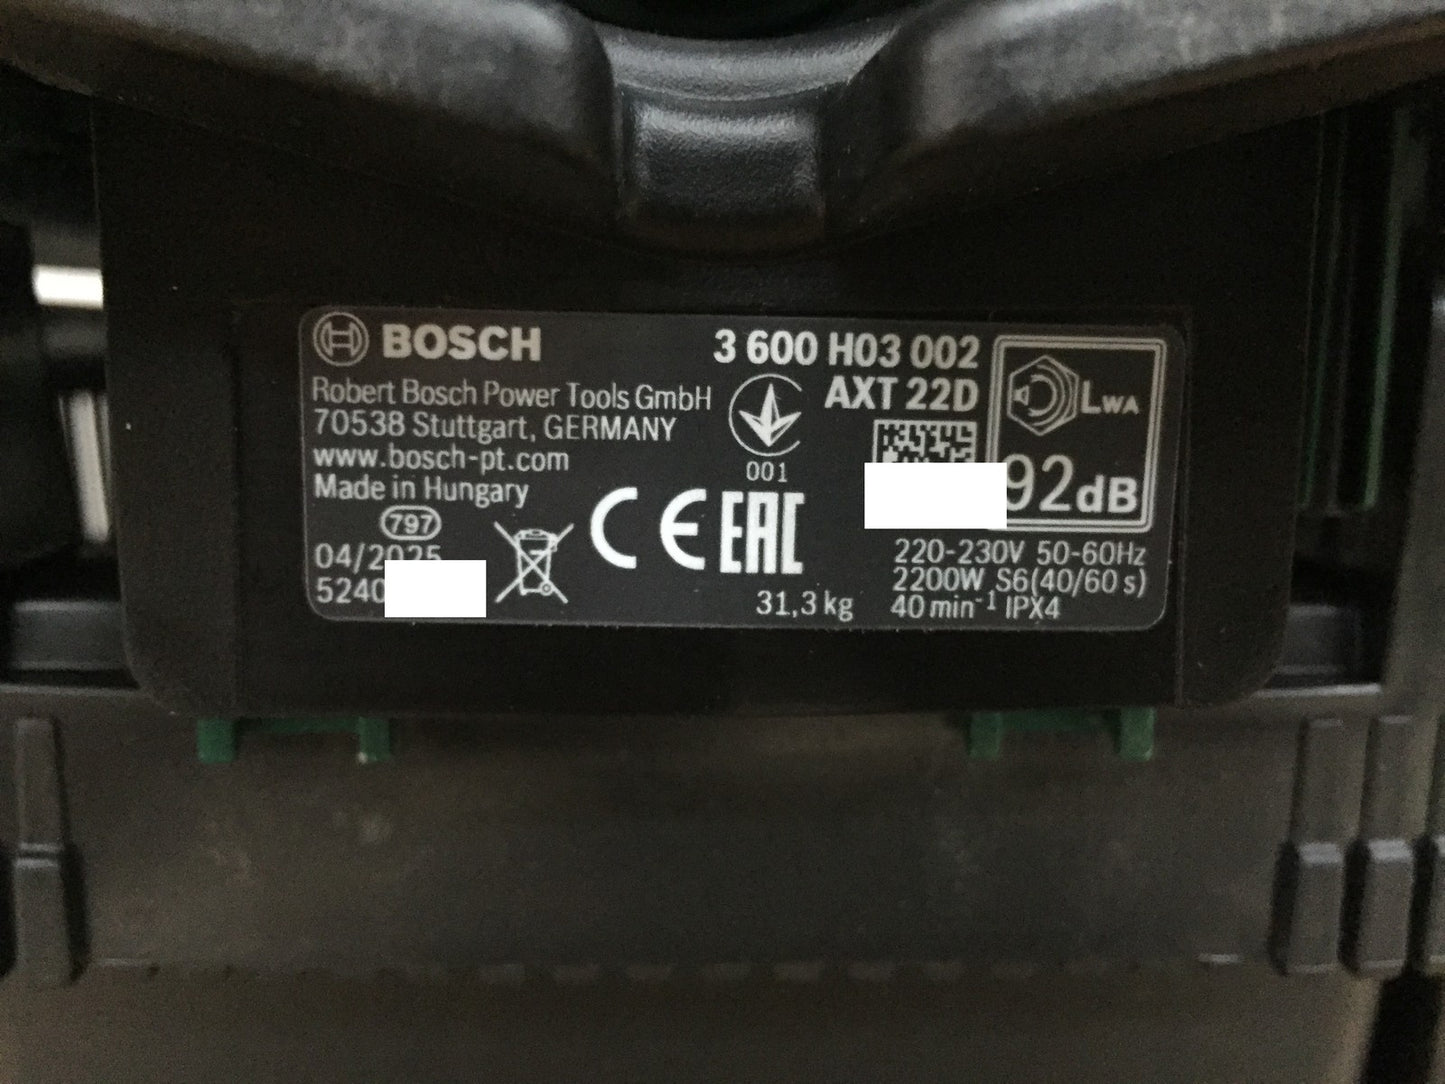 BOSCH
Robert Bosch Power Tools GmbH
70538 Stuttgart, GERMANY
www.bosch-pt.com
Made in Hungary
797
04/2025
5240
001
CE EAC
31,3 kg
3 600 H03 002
AXT 22D
LWA
92dB
220-230V 50-60Hz
2200W S6(40/60 s)
40 min-1 IPX4